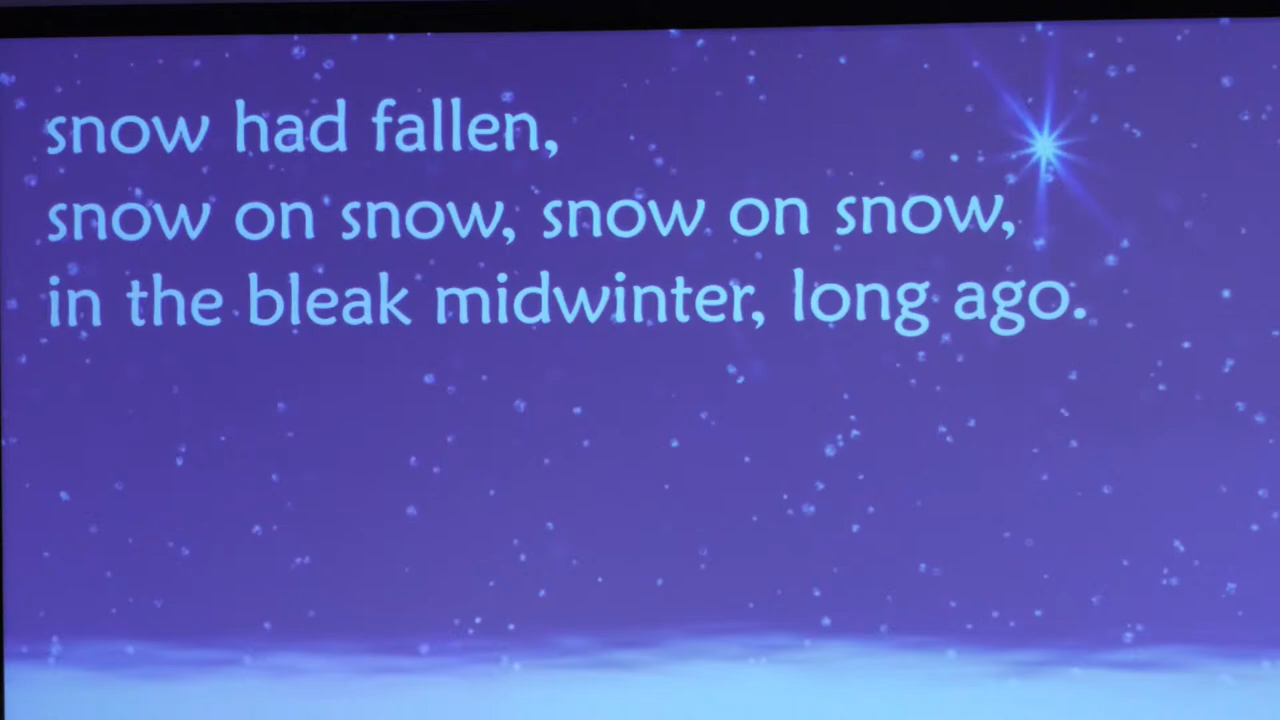 snow had fallen,
snow on snow, snow on snow,
in the bleak midwinter, long ago.